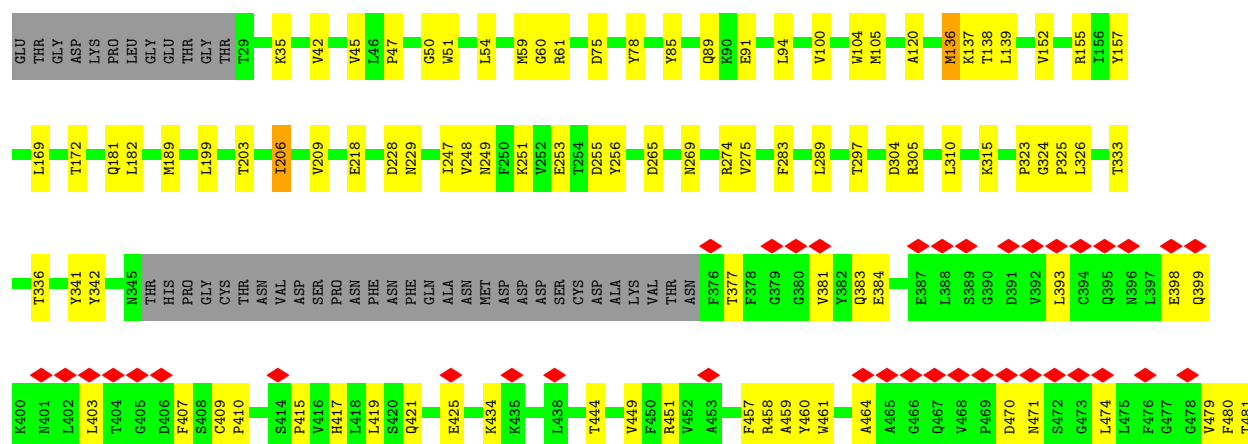 GLU THR GLY ASP LYS PRO LEU GLY GLU THR GLY THR T29 K35 V42 V45 L46 P47 G50 W51 L54 M59 G60 R61 D75 Y78 Y85 Q89 K90 E91 L94 V100 W104 M105 A120 M136 K137 T138 L139 V152 R155 I156 Y157
L169 T172 Q181 L182 M189 L199 T203 I206 V209 E218 D228 N229 I247 V248 N249 F250 K251 V252 E253 T254 D255 Y256 D265 N269 R274 V275 F283 L289 T297 D304 R305 L310 K315 P323 G324 P325 L326 T333
T336 Y341 Y342 N345 THR HIS PRO GLY CYS THR ASN VAL ASP SER PRO ASN PHE ASN PHE GLN ALA ASN MET ASP ASP SER CYS ASP ALA LYS VAL THR ASN F376 T377 F378 G379 G380 V381 Y382 Q383 E384 E387 L388 S389 G390 D391 V392 L393 C394 Q395 N396 L397 E398 Q399
K400 N401 L402 L403 T404 G405 D406 F407 S408 C409 P410 S414 P415 V416 H417 L418 L419 S420 Q421 E425 K434 K435 L438 T444 V449 F450 R451 V452 A453 F457 R458 A459 Y460 W461 A464 A465 G466 Q467 V468 P469 D470 N471 S472 G473 L474 L475 F476 G477 G478 V479 F480 T481